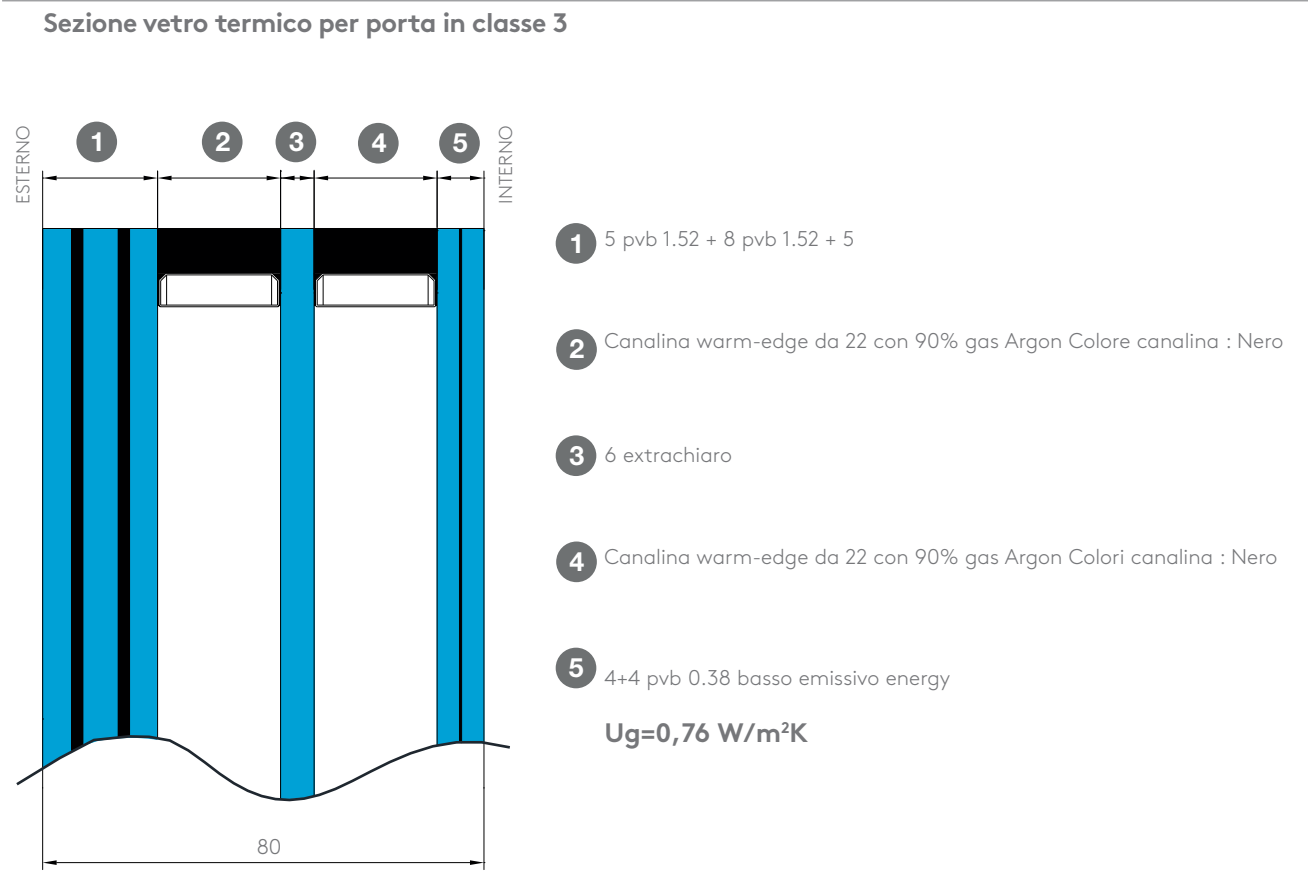 Sezione vetro termico per porta in classe 3
ESTERNO
1
2
3
4
5
INTERNO
1 5 pvb 1.52 + 8 pvb 1.52 + 5
2 Canalina warm-edge da 22 con 90% gas Argon Colore canalina : Nero
3 6 extrachiaro
4 Canalina warm-edge da 22 con 90% gas Argon Colori canalina : Nero
5 4+4 pvb 0.38 basso emissivo energy
Ug=0,76 W/m²K
80